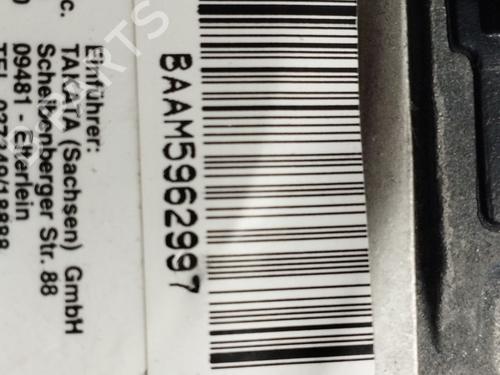 c.
Einführer:
TAKATA (Sachsen) GmbH
Scheibenberger Str. 88
09481 - Elterlein
BAAM5962997